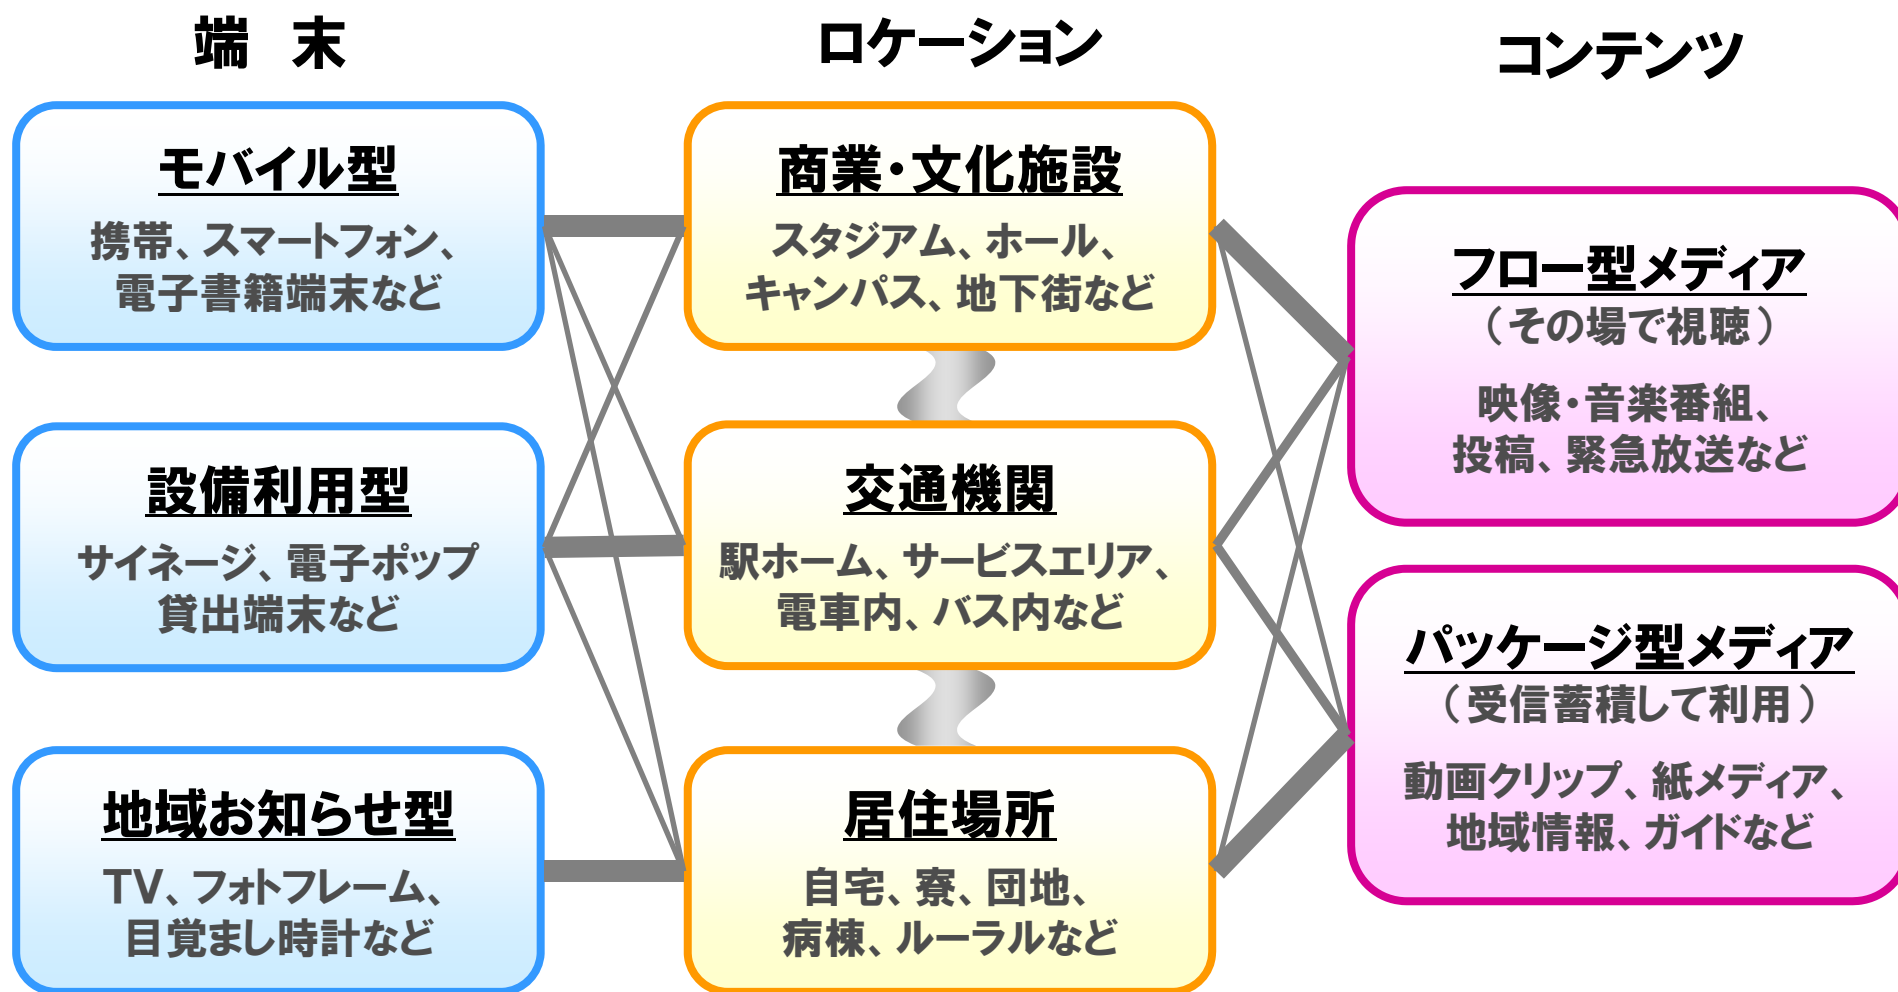 端　末
モバイル型
携帯、スマートフォン、
電子書籍端末など
設備利用型
サイネージ、電子ポップ
貸出端末など
地域お知らせ型
TV、フォトフレーム、
目覚まし時計など
ロケーション
商業・文化施設
スタジアム、ホール、
キャンパス、地下街など
交通機関
駅ホーム、サービスエリア、
電車内、バス内など
居住場所
自宅、寮、団地、
病棟、ルーラルなど
コンテンツ
フロー型メディア
（その場で視聴）
映像・音楽番組、
投稿、緊急放送など
パッケージ型メディア
（受信蓄積して利用）
動画クリップ、紙メディア、
地域情報、ガイドなど